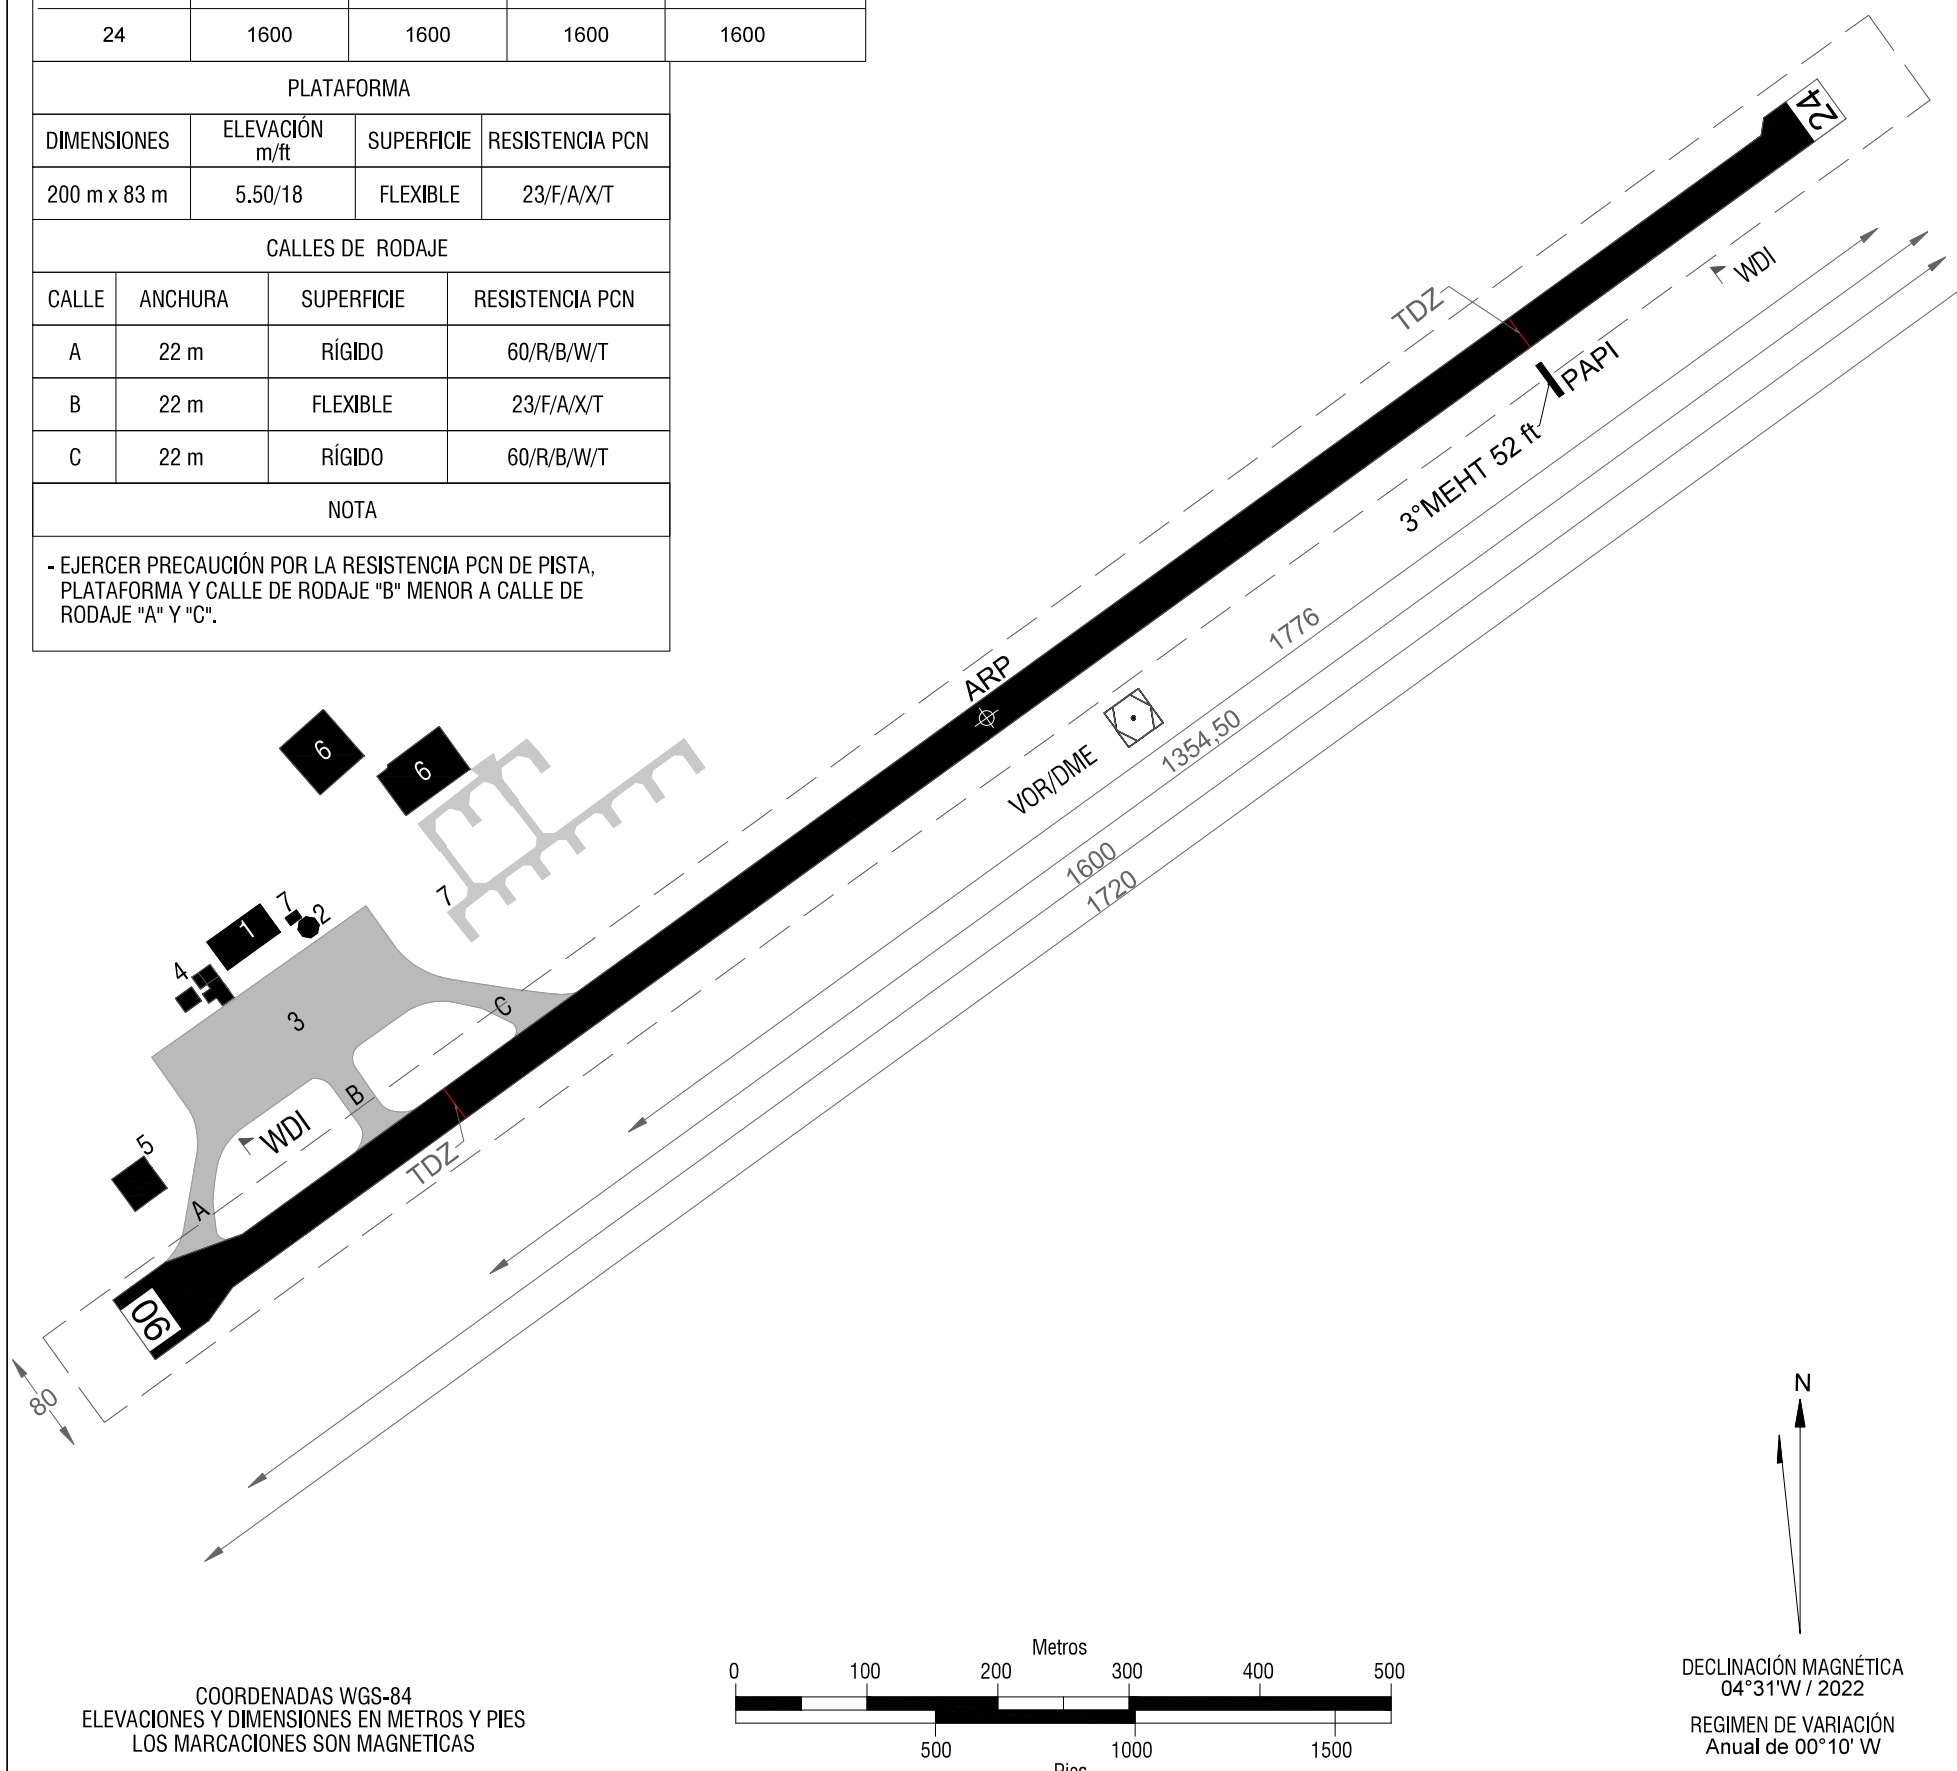 24 1600 1600 1600 1600
PLATAFORMA
DIMENSIONES ELEVACIÓN m/ft SUPERFICIE RESISTENCIA PCN
200 m x 83 m 5.50/18 FLEXIBLE 23/F/A/X/T
CALLES DE RODAJE
CALLE ANCHURA SUPERFICIE RESISTENCIA PCN
A 22 m RÍGIDO 60/R/B/W/T
B 22 m FLEXIBLE 23/F/A/X/T
C 22 m RÍGIDO 60/R/B/W/T
NOTA
- EJERCER PRECAUCIÓN POR LA RESISTENCIA PCN DE PISTA,
PLATAFORMA Y CALLE DE RODAJE "B" MENOR A CALLE DE
RODAJE "A" Y "C".
24
WDI
TDZ
PAPI
3°MEHT 52 ft
1776
ARP
VOR/DME
1354,50
1600
1720
6
6
7
7
2
1
4
3
C
B
WDI
TDZ
5
A
06
80
N
DECLINACIÓN MAGNÉTICA
04°31'W / 2022
REGIMEN DE VARIACIÓN
Anual de 00°10' W
COORDENADAS WGS-84
ELEVACIONES Y DIMENSIONES EN METROS Y PIES
LOS MARCACIONES SON MAGNETICAS
Metros
0 100 200 300 400 500
500 1000 1500
Pies